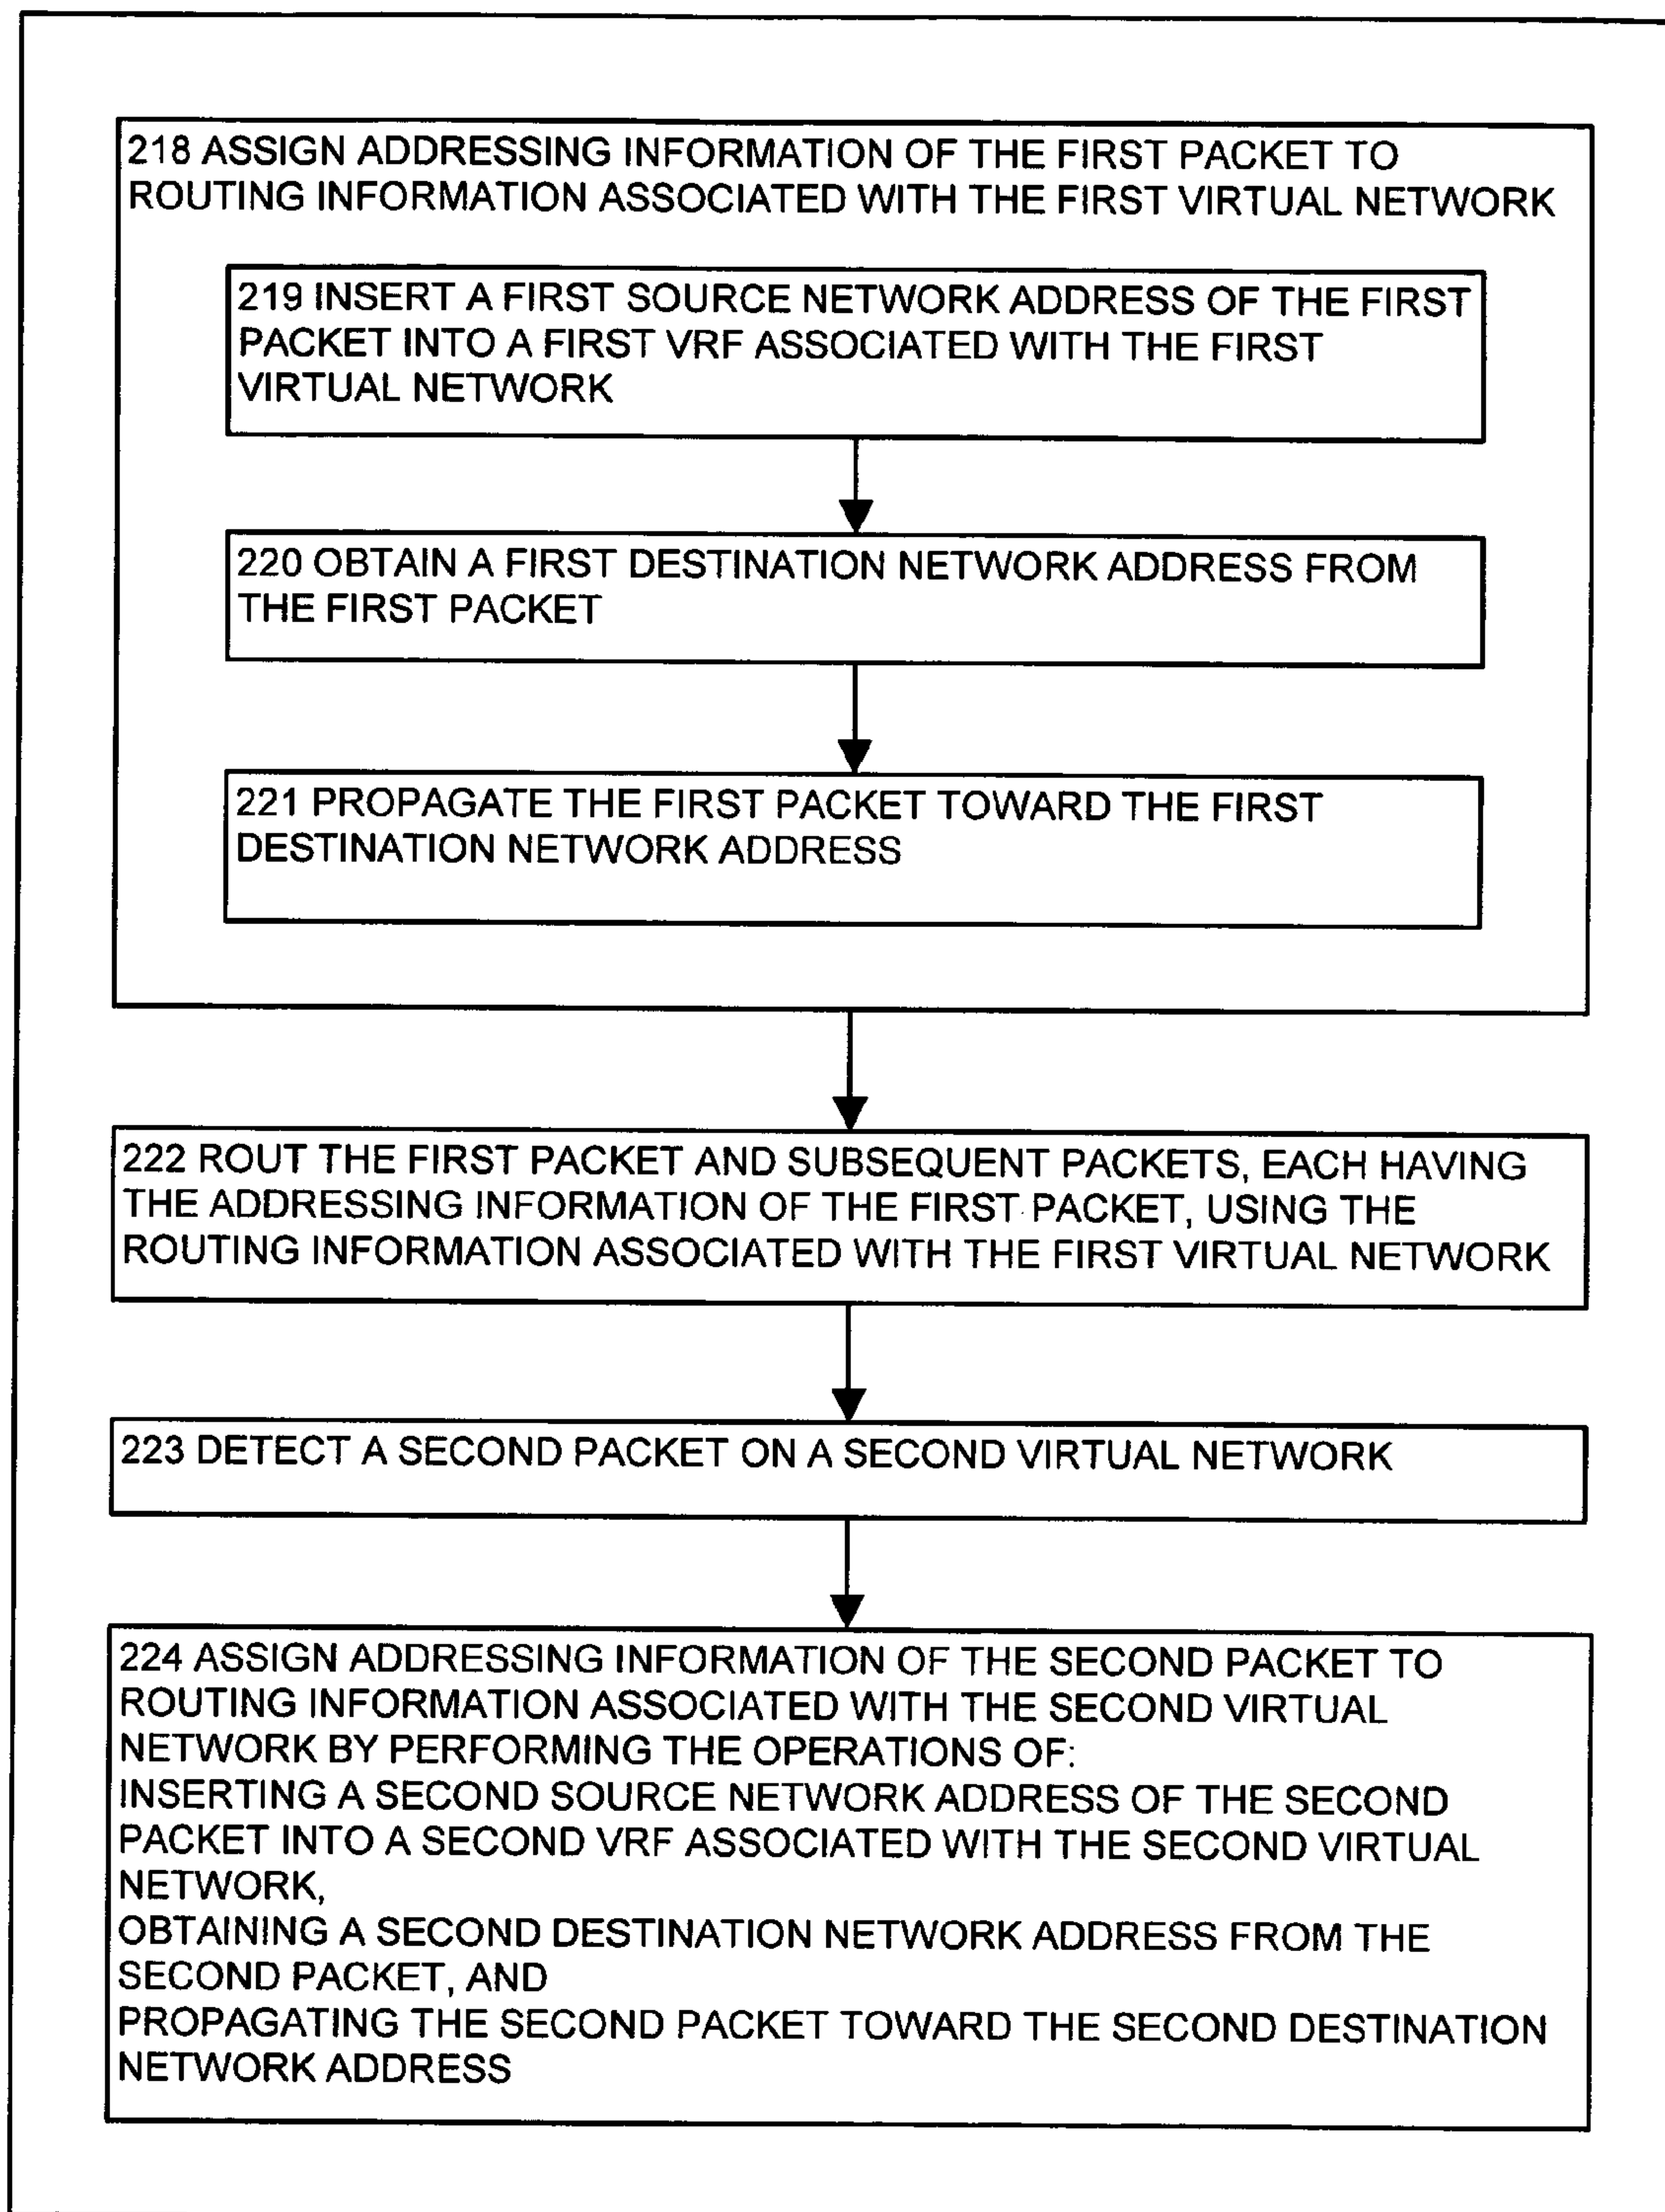 218 ASSIGN ADDRESSING INFORMATION OF THE FIRST PACKET TO
ROUTING INFORMATION ASSOCIATED WITH THE FIRST VIRTUAL NETWORK
219 INSERT A FIRST SOURCE NETWORK ADDRESS OF THE FIRST
PACKET INTO A FIRST VRF ASSOCIATED WITH THE FIRST
VIRTUAL NETWORK
220 OBTAIN A FIRST DESTINATION NETWORK ADDRESS FROM
THE FIRST PACKET
221 PROPAGATE THE FIRST PACKET TOWARD THE FIRST
DESTINATION NETWORK ADDRESS
222 ROUT THE FIRST PACKET AND SUBSEQUENT PACKETS, EACH HAVING
THE ADDRESSING INFORMATION OF THE FIRST PACKET, USING THE
ROUTING INFORMATION ASSOCIATED WITH THE FIRST VIRTUAL NETWORK
223 DETECT A SECOND PACKET ON A SECOND VIRTUAL NETWORK
224 ASSIGN ADDRESSING INFORMATION OF THE SECOND PACKET TO
ROUTING INFORMATION ASSOCIATED WITH THE SECOND VIRTUAL
NETWORK BY PERFORMING THE OPERATIONS OF:
INSERTING A SECOND SOURCE NETWORK ADDRESS OF THE SECOND
PACKET INTO A SECOND VRF ASSOCIATED WITH THE SECOND VIRTUAL
NETWORK,
OBTAINING A SECOND DESTINATION NETWORK ADDRESS FROM THE
SECOND PACKET, AND
PROPAGATING THE SECOND PACKET TOWARD THE SECOND DESTINATION
NETWORK ADDRESS